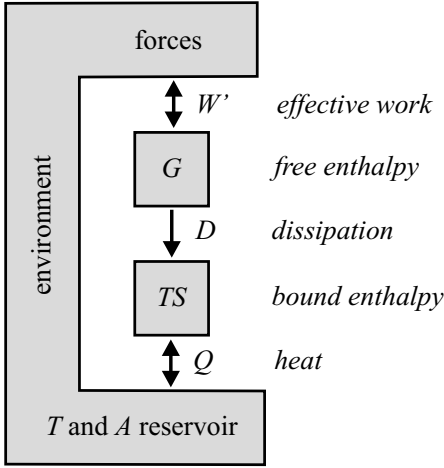 forces
W’ effective work
G free enthalpy
environment
D dissipation
TS bound enthalpy
Q heat
T and A reservoir